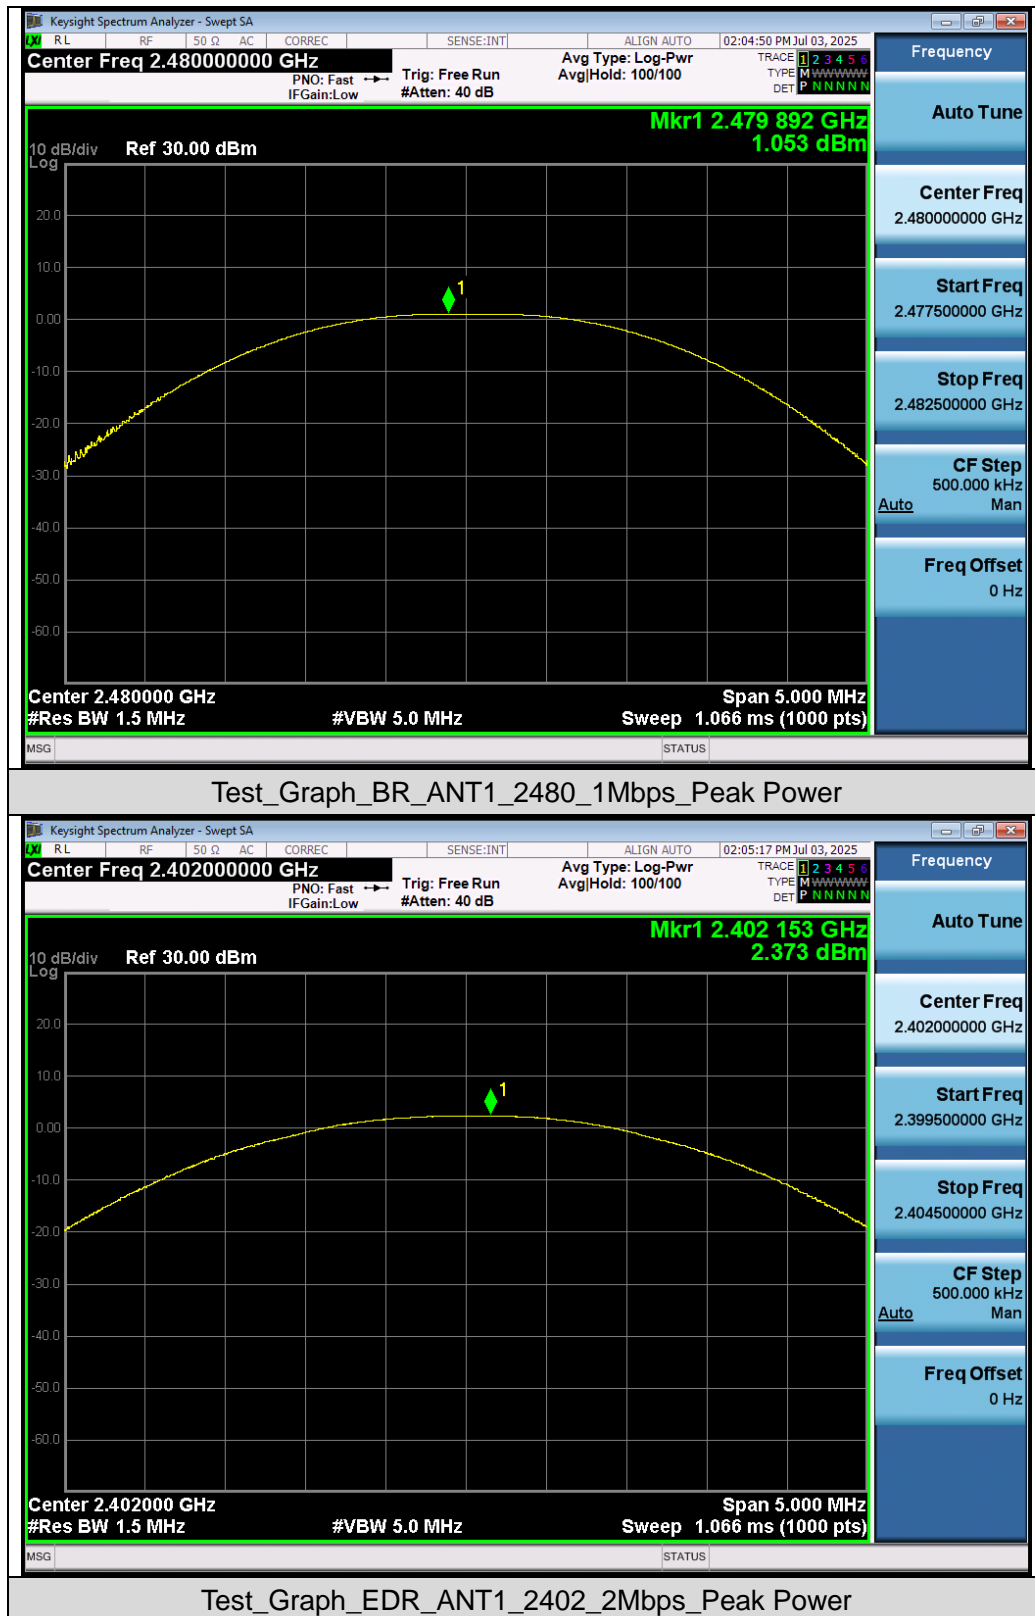 Keysight Spectrum Analyzer - Swept SA
LXI RL RF 50 Ω AC CORREC SENSE:INT ALIGN AUTO 02:04:50 PM Jul 03, 2025
Center Freq 2.480000000 GHz
PNO: Fast
IFGain:Low
Trig: Free Run
#Atten: 40 dB
Avg Type: Log-Pwr
Avg|Hold: 100/100
TRACE 1 2 3 4 5 6
TYPE M WWWWW
DET P N N N N N
Mkr1 2.479 892 GHz
1.053 dBm
10 dB/div Ref 30.00 dBm
Log
20.0
10.0
1
0.00
-10.0
-20.0
-30.0
-40.0
-50.0
-60.0
Center 2.480000 GHz Span 5.000 MHz
#Res BW 1.5 MHz #VBW 5.0 MHz Sweep 1.066 ms (1000 pts)
MSG STATUS
Frequency
Auto Tune
Center Freq
2.480000000 GHz
Start Freq
2.477500000 GHz
Stop Freq
2.482500000 GHz
CF Step
500.000 kHz
Auto Man
Freq Offset
0 Hz
Test_Graph_BR_ANT1_2480_1Mbps_Peak Power
Keysight Spectrum Analyzer - Swept SA
LXI RL RF 50 Ω AC CORREC SENSE:INT ALIGN AUTO 02:05:17 PM Jul 03, 2025
Center Freq 2.402000000 GHz
PNO: Fast
IFGain:Low
Trig: Free Run
#Atten: 40 dB
Avg Type: Log-Pwr
Avg|Hold: 100/100
TRACE 1 2 3 4 5 6
TYPE M WWWWW
DET P N N N N N
Mkr1 2.402 153 GHz
2.373 dBm
10 dB/div Ref 30.00 dBm
Log
20.0
10.0
1
0.00
-10.0
-20.0
-30.0
-40.0
-50.0
-60.0
Center 2.402000 GHz Span 5.000 MHz
#Res BW 1.5 MHz #VBW 5.0 MHz Sweep 1.066 ms (1000 pts)
MSG STATUS
Frequency
Auto Tune
Center Freq
2.402000000 GHz
Start Freq
2.399500000 GHz
Stop Freq
2.404500000 GHz
CF Step
500.000 kHz
Auto Man
Freq Offset
0 Hz
Test_Graph_EDR_ANT1_2402_2Mbps_Peak Power